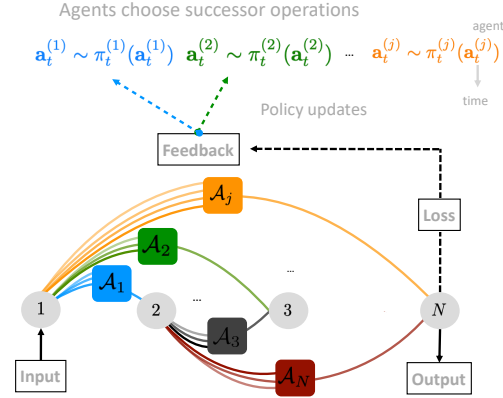 Agents choose successor operations
agent
a_t^{(1)} ∼ π_t^{(1)}(a_t^{(1)}) a_t^{(2)} ∼ π_t^{(2)}(a_t^{(2)}) ... a_t^{(j)} ∼ π_t^{(j)}(a_t^{(j)})
time
Policy updates
Feedback
𝒜_j
Loss
𝒜_2
...
𝒜_1
...
1
2
3
N
𝒜_3
Input
𝒜_N
Output